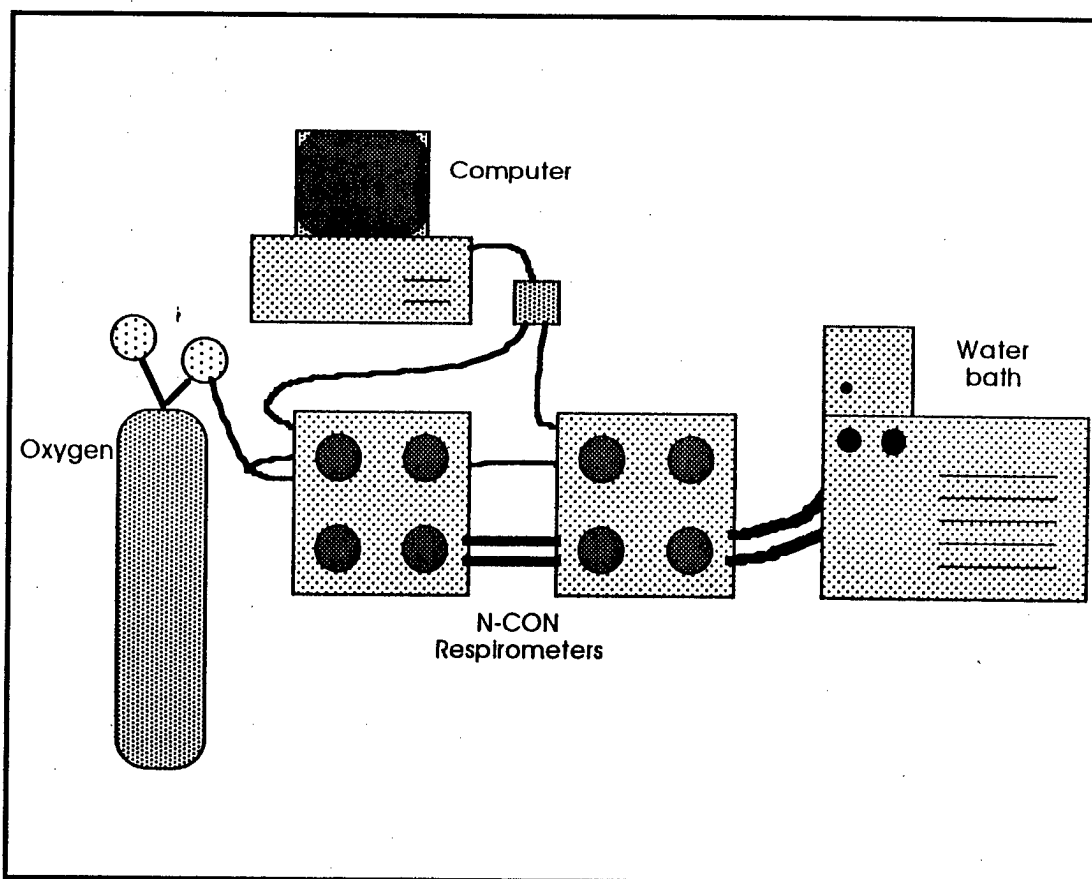 Computer
Water
bath
Oxygen
N-CON
Respirometers